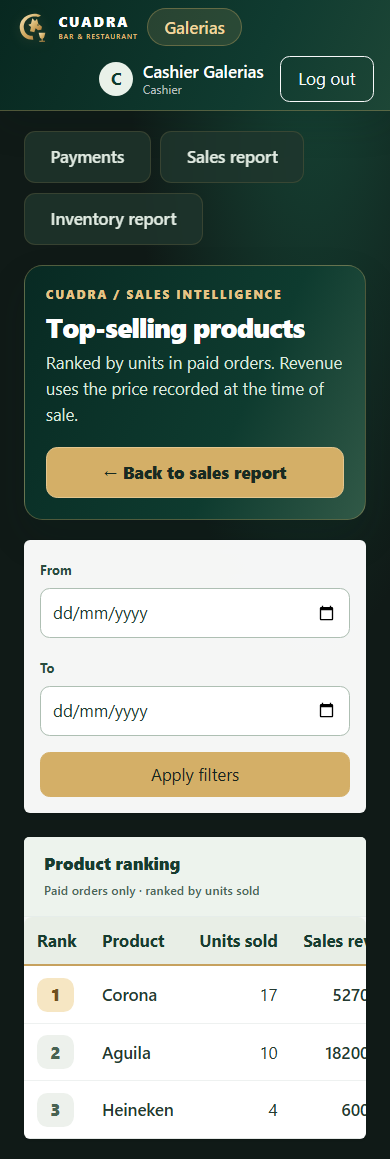 CUADRA
BAR & RESTAURANT
Galerias
C
Cashier Galerias
Cashier
Log out
Payments
Sales report
Inventory report
CUADRA / SALES INTELLIGENCE
Top-selling products
Ranked by units in paid orders. Revenue
uses the price recorded at the time of
sale.
← Back to sales report
From
dd/mm/yyyy
To
dd/mm/yyyy
Apply filters
Product ranking
Paid orders only · ranked by units sold
Rank Product Units sold Sales
1 Corona 17
2 Aguila 10
3 Heineken 4